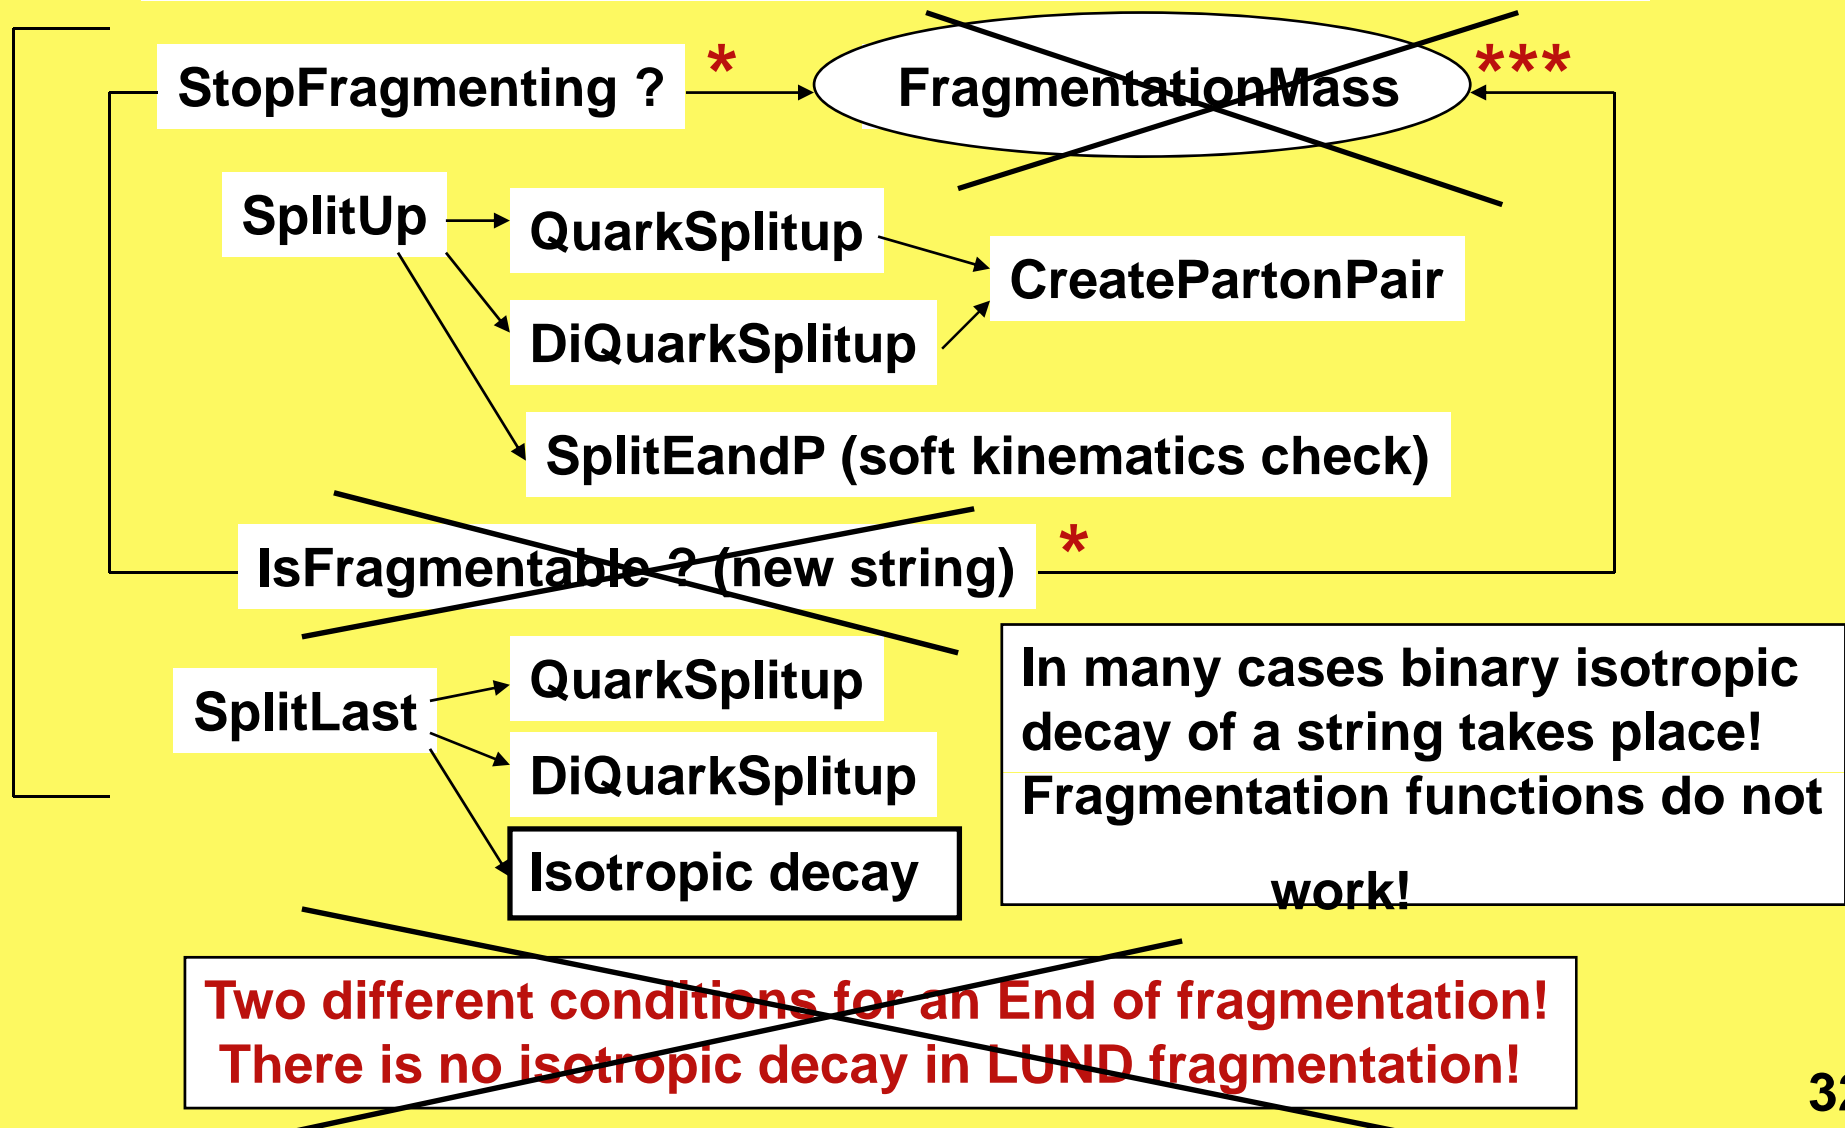 StopFragmenting ? * FragmentationMass ***
SplitUp QuarkSplitup
CreatePartonPair
DiQuarkSplitup
SplitEandP (soft kinematics check)
IsFragmentable ? (new string) *
SplitLast QuarkSplitup
DiQuarkSplitup
Isotropic decay
In many cases binary isotropic
decay of a string takes place!
Fragmentation functions do not
work!
Two different conditions for an End of fragmentation!
There is no isotropic decay in LUND fragmentation!